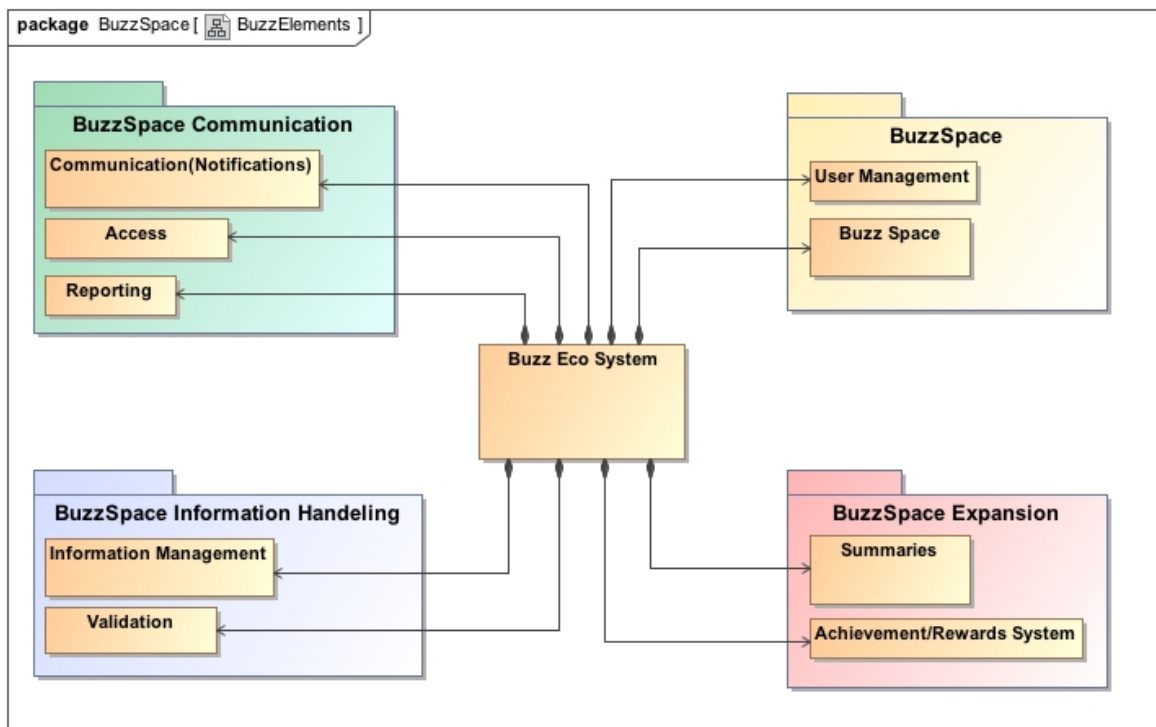 package BuzzSpace [ BuzzElements ]
BuzzSpace Communication
Communication(Notifications)
Access
Reporting
BuzzSpace
User Management
Buzz Space
Buzz Eco System
BuzzSpace Information Handeling
Information Management
Validation
BuzzSpace Expansion
Summaries
Achievement/Rewards System